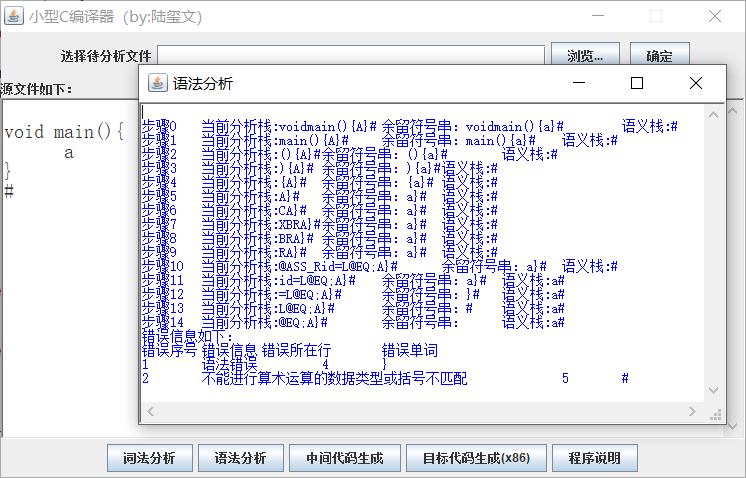 小型C编译器（by:陆玺文）
选择待分析文件
浏览...
确定
源文件如下：
void main(){
a
}
#
语法分析
步骤0 当前分析栈:voidmain(){A}# 余留符号串: voidmain(){a}# 语义栈:#
步骤1 当前分析栈:main(){A}# 余留符号串: main(){a}# 语义栈:#
步骤2 当前分析栈:(){A}#余留符号串: (){a}# 语义栈:#
步骤3 当前分析栈:){A}# 余留符号串: ){a}#语义栈:#
步骤4 当前分析栈:{A}# 余留符号串: {a}# 语义栈:#
步骤5 当前分析栈:A}# 余留符号串: a}# 语义栈:#
步骤6 当前分析栈:CA}# 余留符号串: a}# 语义栈:#
步骤7 当前分析栈:XBRA}# 余留符号串: a}# 语义栈:#
步骤8 当前分析栈:BRA}# 余留符号串: a}# 语义栈:#
步骤9 当前分析栈:RA}# 余留符号串: a}# 语义栈:#
步骤10 当前分析栈:@ASS_Rid=L@EQ;A}# 余留符号串: a}# 语义栈:#
步骤11 当前分析栈:id=L@EQ;A}# 余留符号串: a}# 语义栈:a#
步骤12 当前分析栈:=L@EQ;A}# 余留符号串: }# 语义栈:a#
步骤13 当前分析栈:L@EQ;A}# 余留符号串: # 语义栈:a#
步骤14 当前分析栈:@EQ;A}# 余留符号串: 语义栈:a#
错误信息如下：
错误序号 错误信息 错误所在行 错误单词
1 语法错误 4 }
2 不能进行算术运算的数据类型或括号不匹配 5 #
词法分析
语法分析
中间代码生成
目标代码生成(x86)
程序说明